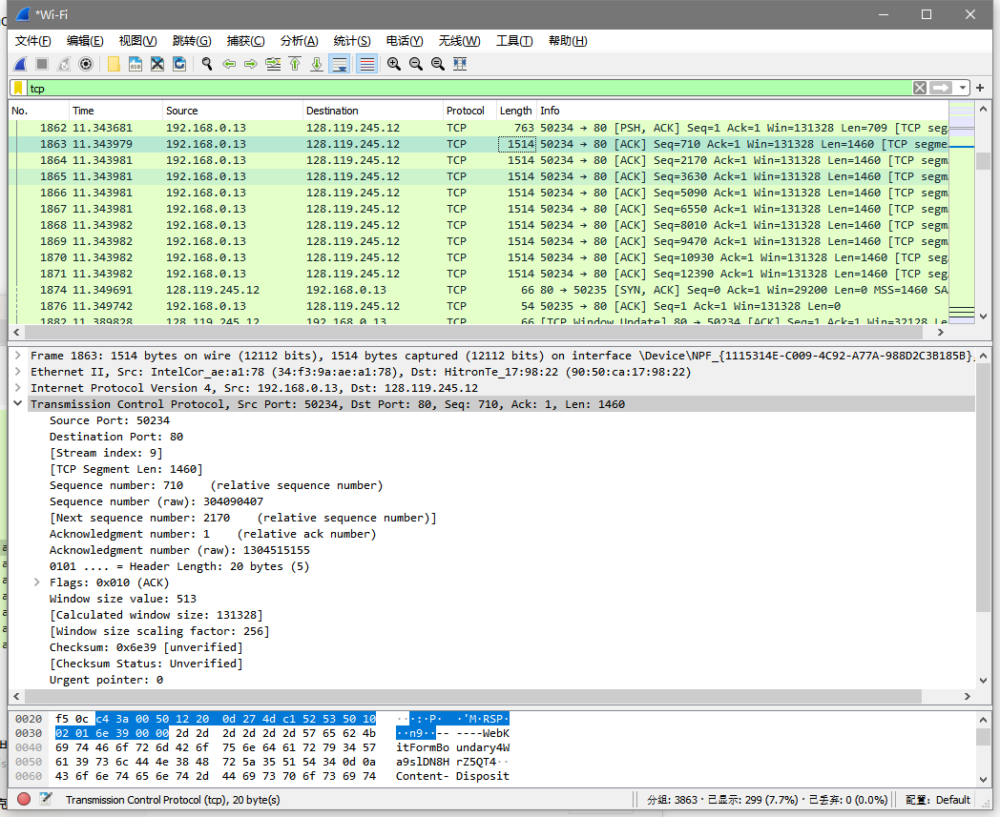 *Wi-Fi
文件(F) 编辑(E) 视图(V) 跳转(G) 捕获(C) 分析(A) 统计(S) 电话(Y) 无线(W) 工具(T) 帮助(H)
tcp
No. Time Source Destination Protocol Length Info
1862 11.343681 192.168.0.13 128.119.245.12 TCP 763 50234 → 80 [PSH, ACK] Seq=1 Ack=1 Win=131328 Len=709 [TCP seg
1863 11.343979 192.168.0.13 128.119.245.12 TCP 1514 50234 → 80 [ACK] Seq=710 Ack=1 Win=131328 Len=1460 [TCP segme
1864 11.343981 192.168.0.13 128.119.245.12 TCP 1514 50234 → 80 [ACK] Seq=2170 Ack=1 Win=131328 Len=1460 [TCP segm
1865 11.343981 192.168.0.13 128.119.245.12 TCP 1514 50234 → 80 [ACK] Seq=3630 Ack=1 Win=131328 Len=1460 [TCP segm
1866 11.343981 192.168.0.13 128.119.245.12 TCP 1514 50234 → 80 [ACK] Seq=5090 Ack=1 Win=131328 Len=1460 [TCP segm
1867 11.343981 192.168.0.13 128.119.245.12 TCP 1514 50234 → 80 [ACK] Seq=6550 Ack=1 Win=131328 Len=1460 [TCP segm
1868 11.343982 192.168.0.13 128.119.245.12 TCP 1514 50234 → 80 [ACK] Seq=8010 Ack=1 Win=131328 Len=1460 [TCP segm
1869 11.343982 192.168.0.13 128.119.245.12 TCP 1514 50234 → 80 [ACK] Seq=9470 Ack=1 Win=131328 Len=1460 [TCP segm
1870 11.343982 192.168.0.13 128.119.245.12 TCP 1514 50234 → 80 [ACK] Seq=10930 Ack=1 Win=131328 Len=1460 [TCP seg
1871 11.343982 192.168.0.13 128.119.245.12 TCP 1514 50234 → 80 [ACK] Seq=12390 Ack=1 Win=131328 Len=1460 [TCP seg
1874 11.349691 128.119.245.12 192.168.0.13 TCP 66 80 → 50235 [SYN, ACK] Seq=0 Ack=1 Win=29200 Len=0 MSS=1460 SA
1876 11.349742 192.168.0.13 128.119.245.12 TCP 54 50235 → 80 [ACK] Seq=1 Ack=1 Win=131328 Len=0
1882 11.389828 128.119.245.12 192.168.0.13 TCP 66 [TCP Window Update] 80 → 50234 [ACK] Seq=1 Ack=1 Win=32128 Le
Frame 1863: 1514 bytes on wire (12112 bits), 1514 bytes captured (12112 bits) on interface \Device\NPF_{1115314E-C009-4C92-A77A-988D2C3B185B},
Ethernet II, Src: IntelCor_ae:a1:78 (34:f3:9a:ae:a1:78), Dst: HitronTe_17:98:22 (90:50:ca:17:98:22)
Internet Protocol Version 4, Src: 192.168.0.13, Dst: 128.119.245.12
Transmission Control Protocol, Src Port: 50234, Dst Port: 80, Seq: 710, Ack: 1, Len: 1460
Source Port: 50234
Destination Port: 80
[Stream index: 9]
[TCP Segment Len: 1460]
Sequence number: 710 (relative sequence number)
Sequence number (raw): 304090407
[Next sequence number: 2170 (relative sequence number)]
Acknowledgment number: 1 (relative ack number)
Acknowledgment number (raw): 1304515155
0101 .... = Header Length: 20 bytes (5)
Flags: 0x010 (ACK)
Window size value: 513
[Calculated window size: 131328]
[Window size scaling factor: 256]
Checksum: 0x6e39 [unverified]
[Checksum Status: Unverified]
Urgent pointer: 0
0020 f5 0c c4 3a 00 50 12 20 0d 27 4d c1 52 53 50 10 ···:·P· ·'M·RSP·
0030 02 01 6e 39 00 00 2d 2d 2d 2d 2d 2d 57 65 62 4b ··n9··-- ----WebK
0040 69 74 46 6f 72 6d 42 6f 75 6e 64 61 72 79 34 57 itFormBo undary4W
0050 61 39 73 6c 44 4e 38 48 72 5a 35 51 54 34 0d 0a a9slDN8H rZ5QT4··
0060 43 6f 6e 74 65 6e 74 2d 44 69 73 70 6f 73 69 74 Content- Disposit
Transmission Control Protocol (tcp), 20 byte(s) 分组: 3863 · 已显示: 299 (7.7%) · 已丢弃: 0 (0.0%) 配置: Default